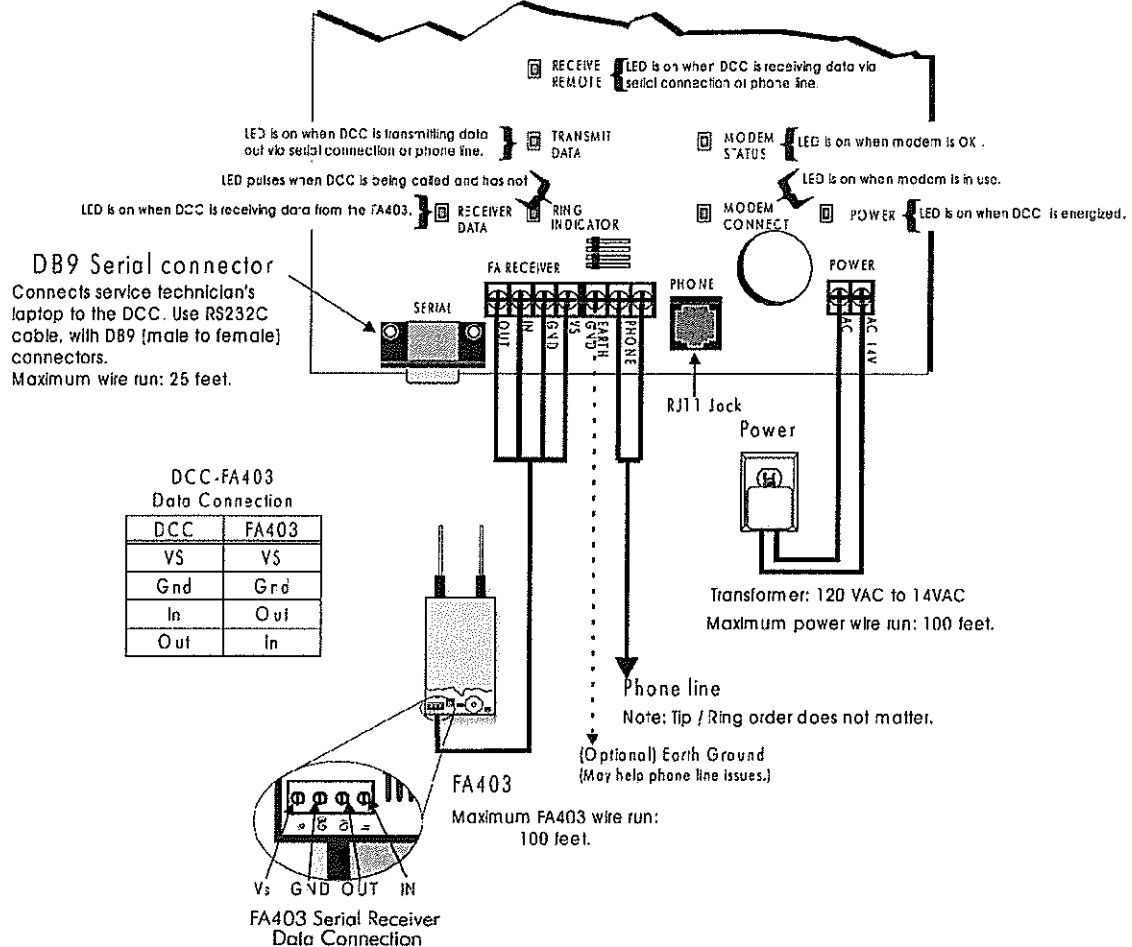 RECEIVE
REMOTE
LED is on when DCC is receiving data via
serial connection or phone line.
LED is on when DCC is transmitting data
out via serial connection or phone line.
TRANSMIT
DATA
MODEM
STATUS
LED is on when modem is OK .
LED pulses when DCC is being called and has not
LED is on when modem is in use.
LED is on when DCC is receiving data from the FA403.
RECEIVER
DATA
RING
INDICATOR
MODEM
CONNECT
POWER
LED is on when DCC is energized.
DB9 Serial connector
Connects service technician's
laptop to the DCC. Use RS232C
cable, with DB9 (male to female)
connectors.
Maximum wire run: 25 feet.
SERIAL
FA RECEIVER
OUT
IN
GND
VS
EARTH
GND
PHONE
PHONE
RJ11 Jack
POWER
AC
AC 14V
Power
Transformer: 120 VAC to 14VAC
Maximum power wire run: 100 feet.
DCC-FA403
Data Connection
DCC FA403
VS VS
Gnd Gnd
In Out
Out In
Phone line
Note: Tip / Ring order does not matter.
(Optional) Earth Ground
(May help phone line issues.)
FA403
Maximum FA403 wire run:
100 feet.
Vs GND OUT IN
FA403 Serial Receiver
Data Connection